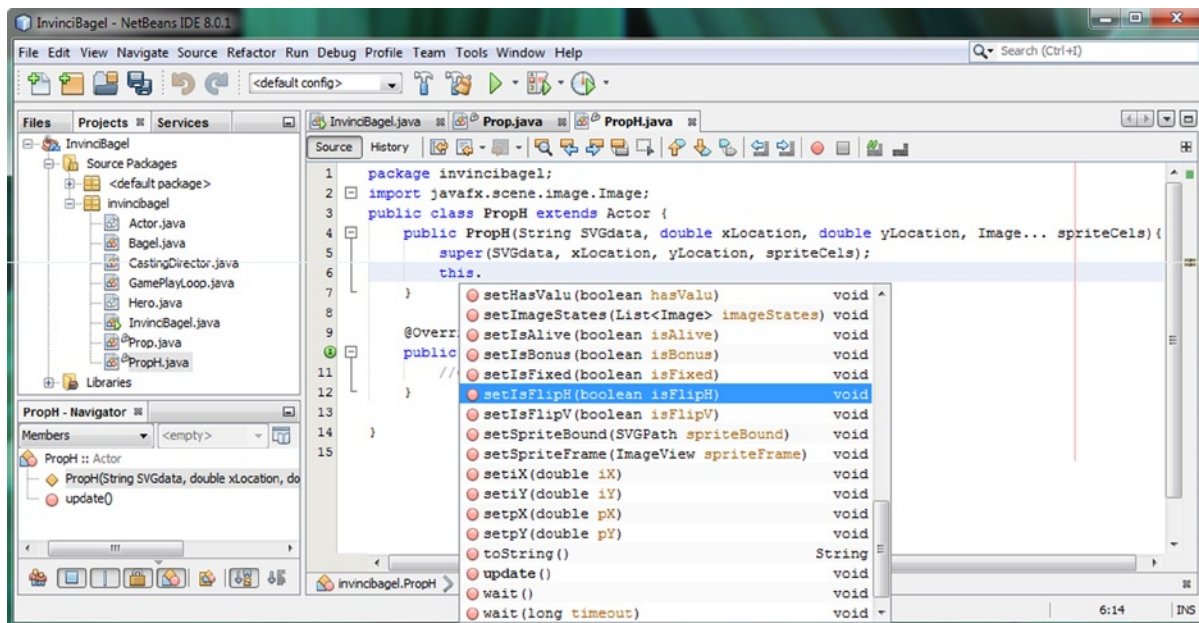 InvinciBagel - NetBeans IDE 8.0.1
File Edit View Navigate Source Refactor Run Debug Profile Team Tools Window Help
Search (Ctrl+I)
<default config>
Files Projects Services
InvinciBagel
Source Packages
<default package>
invincibagel
Actor.java
Bagel.java
CastingDirector.java
GamePlayLoop.java
Hero.java
InvinciBagel.java
Prop.java
PropH.java
Libraries
PropH - Navigator
Members <empty>
PropH :: Actor
PropH(String SVGdata, double xLocation, do
update()
InvinciBagel.java Prop.java PropH.java
Source History
1 package invincibagel;
2 import javafx.scene.image.Image;
3 public class PropH extends Actor {
4 public PropH(String SVGdata, double xLocation, double yLocation, Image... spriteCels){
5 super(SVGdata, xLocation, yLocation, spriteCels);
6 this.
7 }
8
9 @Overr
public
11 //
12 }
13
14 }
15
setHasValu(boolean hasValu) void
setImageStates(List<Image> imageStates) void
setIsAlive(boolean isAlive) void
setIsBonus(boolean isBonus) void
setIsFixed(boolean isFixed) void
setIsFlipH(boolean isFlipH) void
setIsFlipV(boolean isFlipV) void
setSpriteBound(SVGPath spriteBound) void
setSpriteFrame(ImageView spriteFrame) void
setiX(double iX) void
setiY(double iY) void
setpX(double pX) void
setpY(double pY) void
toString() String
update() void
wait() void
wait(long timeout) void
invincibagel.PropH
6:14 INS